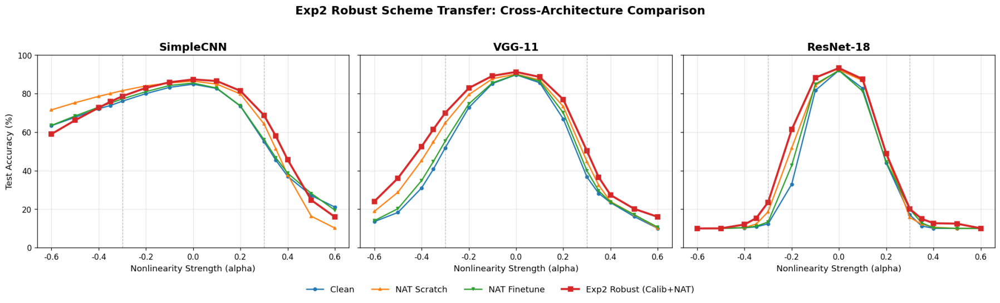 Exp2 Robust Scheme Transfer: Cross-Architecture Comparison
SimpleCNN
VGG-11
ResNet-18
Test Accuracy (%)
100
80
60
40
20
0
-0.6 -0.4 -0.2 0.0 0.2 0.4 0.6
-0.6 -0.4 -0.2 0.0 0.2 0.4 0.6
-0.6 -0.4 -0.2 0.0 0.2 0.4 0.6
Nonlinearity Strength (alpha)
Nonlinearity Strength (alpha)
Nonlinearity Strength (alpha)
Clean NAT Scratch NAT Finetune Exp2 Robust (Calib+NAT)